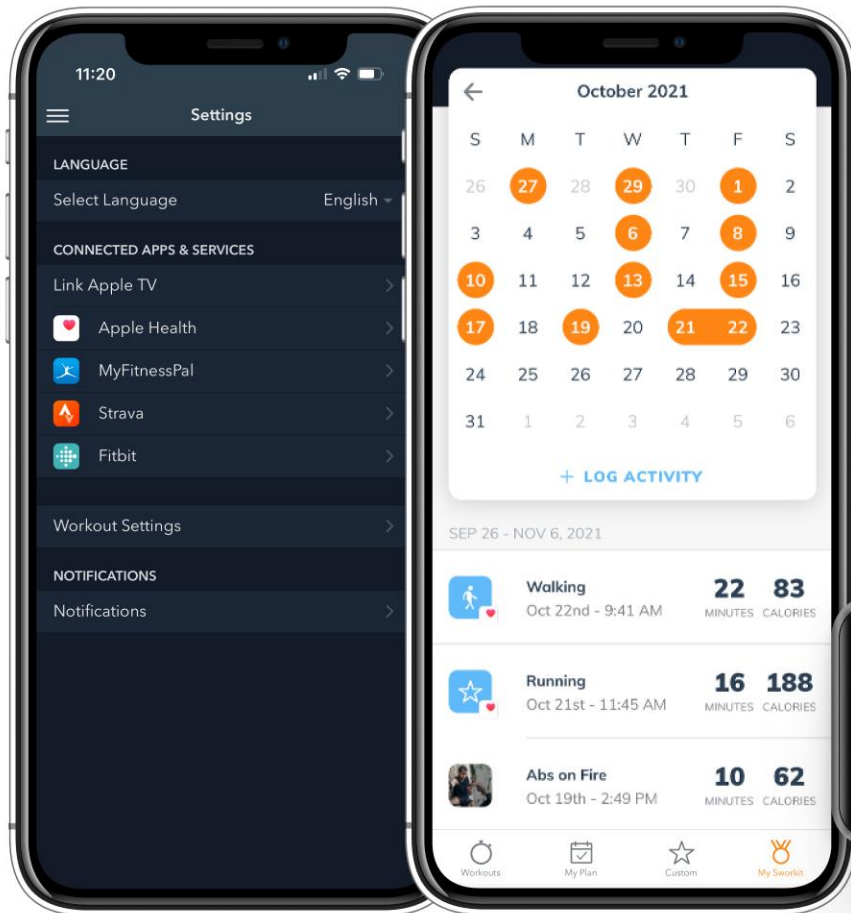 11:20
Settings
LANGUAGE
Select Language English
CONNECTED APPS & SERVICES
Link Apple TV
Apple Health
MyFitnessPal
Strava
Fitbit
Workout Settings
NOTIFICATIONS
Notifications
October 2021
S M T W T F S
26 27 28 29 30 1 2
3 4 5 6 7 8 9
10 11 12 13 14 15 16
17 18 19 20 21 22 23
24 25 26 27 28 29 30
31 1 2 3 4 5 6
+ LOG ACTIVITY
SEP 26 - NOV 6, 2021
Walking 22 83
Oct 22nd - 9:41 AM MINUTES CALORIES
Running 16 188
Oct 21st - 11:45 AM MINUTES CALORIES
Abs on Fire 10 62
Oct 19th - 2:49 PM MINUTES CALORIES
Workouts My Plan Custom My Sworkit